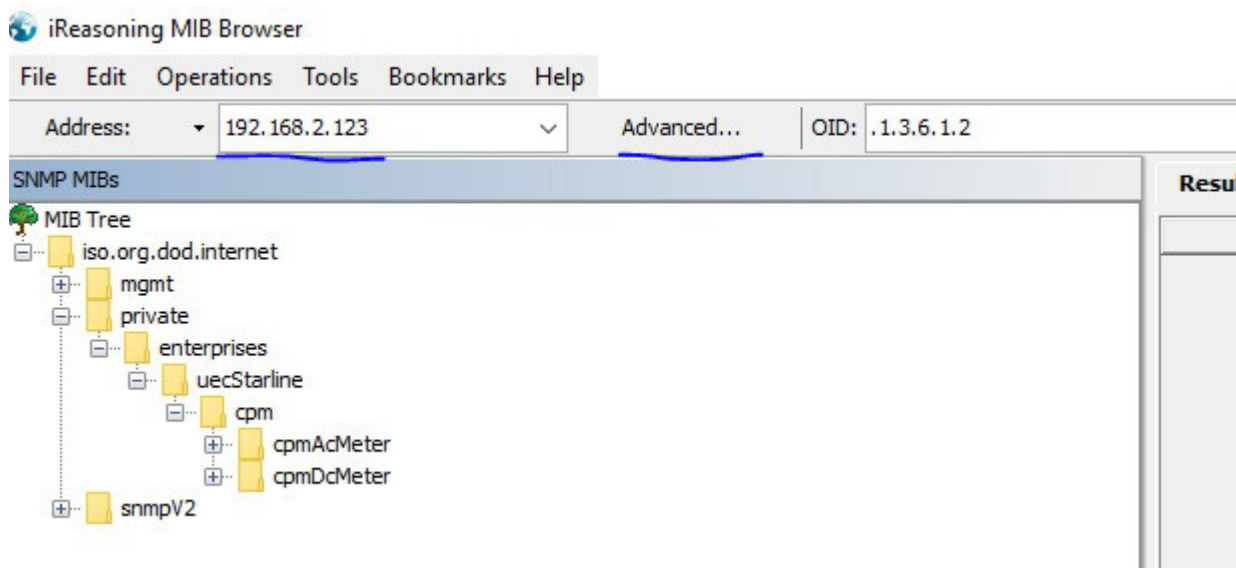 iReasoning MIB Browser
File Edit Operations Tools Bookmarks Help
Address: 192.168.2.123 Advanced... OID: .1.3.6.1.2
SNMP MIBs
Resu
MIB Tree
iso.org.dod.internet
mgmt
private
enterprises
uecStarline
cpm
cpmAcMeter
cpmDcMeter
snmpV2